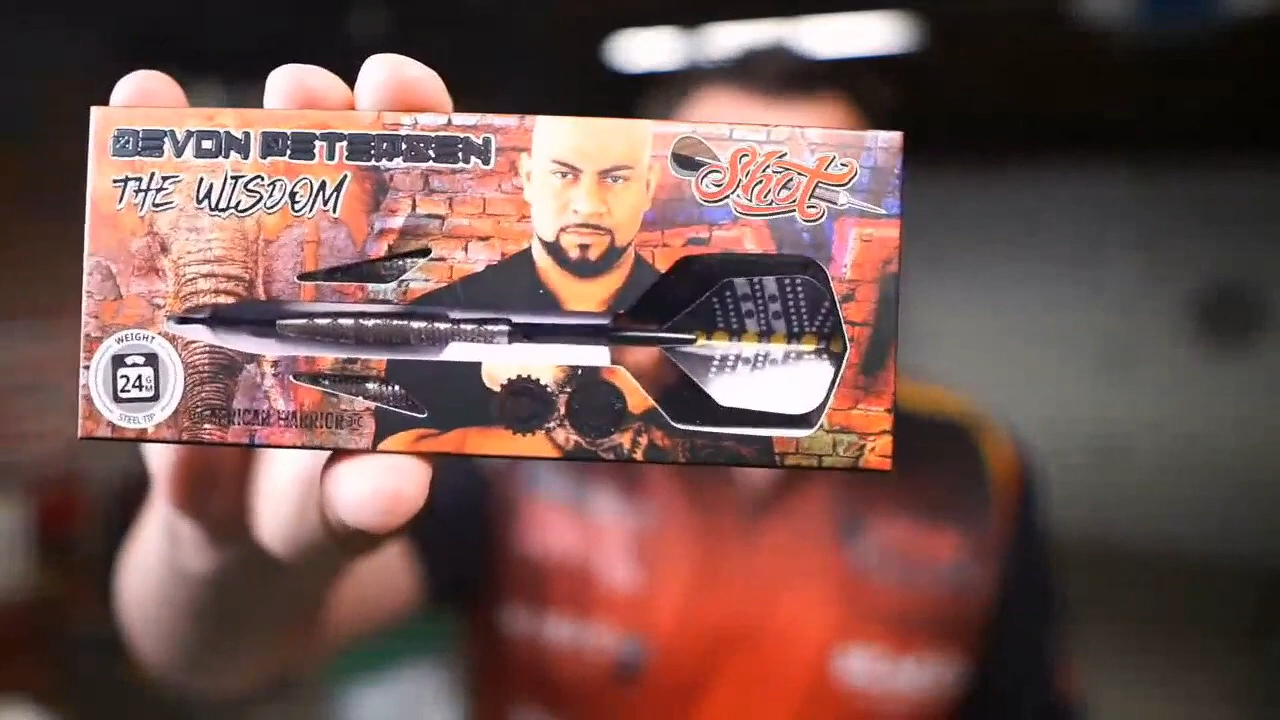 DEVON PETERSEN
THE WISDOM
Shot
WEIGHT
24 GM
STEEL TIP
AFRICAN WARRIOR